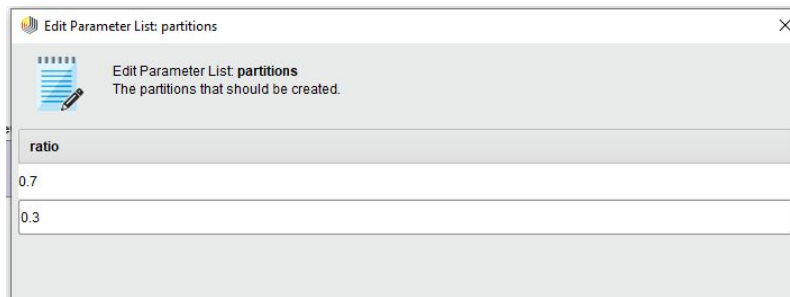 Edit Parameter List: partitions
Edit Parameter List: partitions
The partitions that should be created.
ratio
0.7
0.3